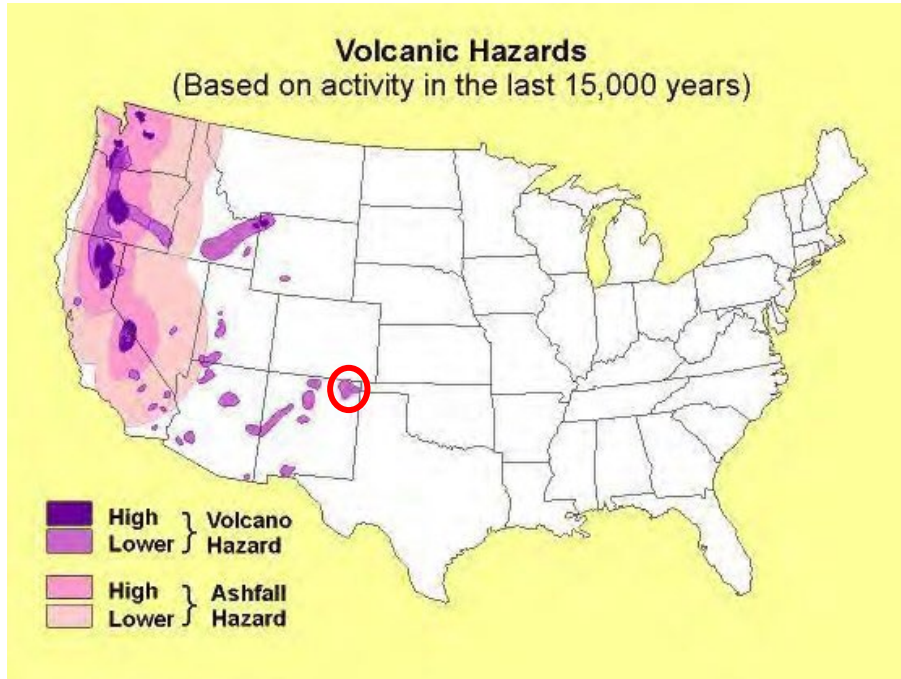 Volcanic Hazards
(Based on activity in the last 15,000 years)
High
Lower
Volcano
Hazard
High
Lower
Ashfall
Hazard